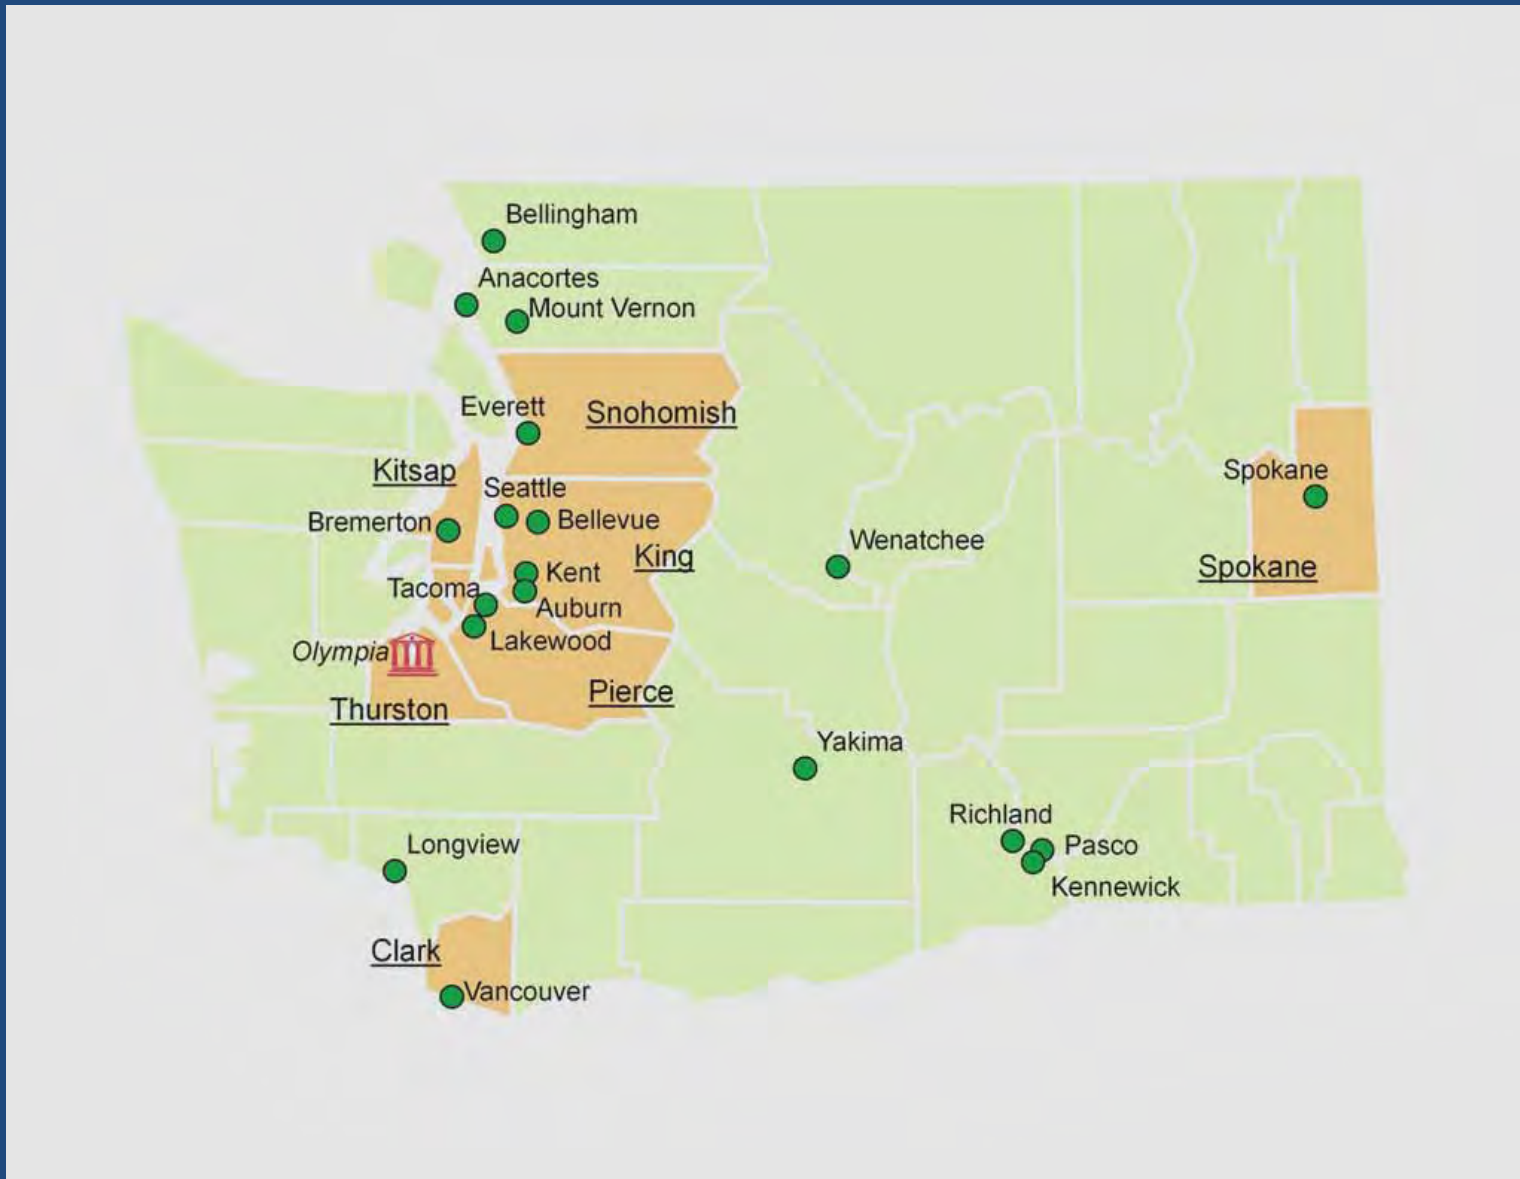 Bellingham
Anacortes
Mount Vernon
Everett
Snohomish
Kitsap
Seattle
Bremerton
Bellevue
King
Kent
Tacoma
Auburn
Lakewood
Olympia
Pierce
Thurston
Wenatchee
Spokane
Spokane
Yakima
Richland
Pasco
Kennewick
Longview
Clark
Vancouver